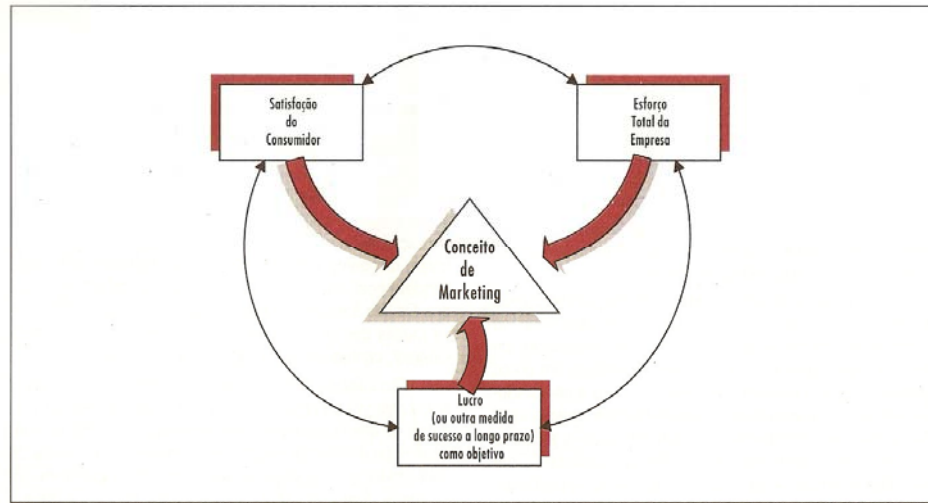 Satisfação
do
Consumidor
Esforço
Total da
Empresa
Conceito
de
Marketing
Lucro
(ou outra medida
de sucesso a longo prazo)
como objetivo